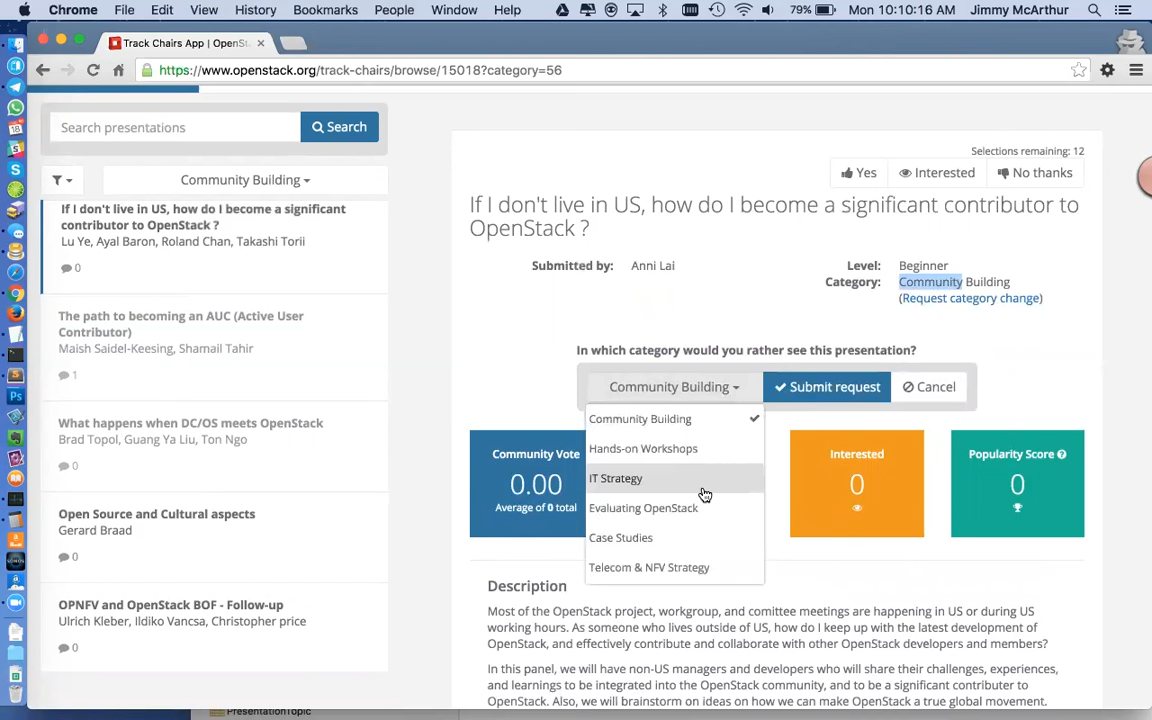 Chrome File Edit View History Bookmarks People Window Help 79% Mon 10:10:16 AM Jimmy McArthur
Track Chairs App | OpenSt
https://www.openstack.org/track-chairs/browse/15018?category=56
Search presentations
Search
Community Building
If I don't live in US, how do I become a significant
contributor to OpenStack ?
Lu Ye, Ayal Baron, Roland Chan, Takashi Torii
0
The path to becoming an AUC (Active User
Contributor)
Maish Saidel-Keesing, Shamail Tahir
1
What happens when DC/OS meets OpenStack
Brad Topol, Guang Ya Liu, Ton Ngo
0
Open Source and Cultural aspects
Gerard Braad
0
OPNFV and OpenStack BOF - Follow-up
Ulrich Kleber, Ildiko Vancsa, Christopher price
0
Selections remaining: 12
Yes Interested No thanks
If I don't live in US, how do I become a significant contributor to
OpenStack ?
Submitted by: Anni Lai
Level: Beginner
Category: Community Building
(Request category change)
In which category would you rather see this presentation?
Community Building Submit request Cancel
Community Building
Hands-on Workshops
IT Strategy
Evaluating OpenStack
Case Studies
Telecom & NFV Strategy
Community Vote
0.00
Average of 0 total
Interested
0
Popularity Score
0
Description
Most of the OpenStack project, workgroup, and comittee meetings are happening in US or during US
working hours. As someone who lives outside of US, how do I keep up with the latest development of
OpenStack, and effectively contribute and collaborate with other OpenStack developers and members?
In this panel, we will have non-US managers and developers who will share their challenges, experiences,
and learnings to be integrated into the OpenStack community, and to be a significant contributor to
OpenStack. Also, we will brainstorm on ideas on how we can make OpenStack a true global movement.
PresentationTopic